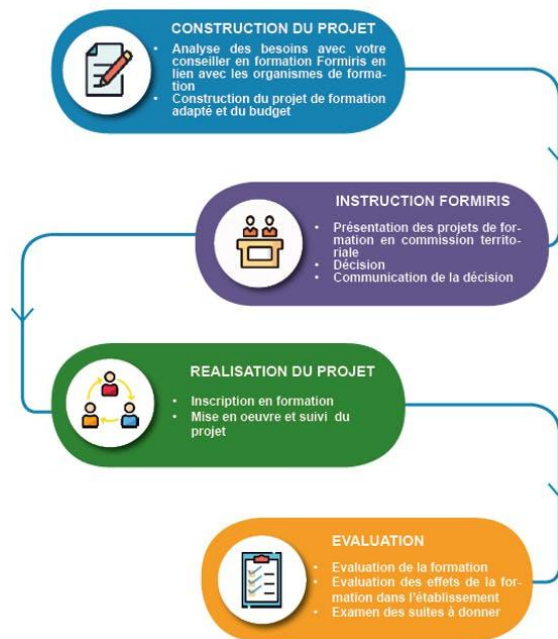 CONSTRUCTION DU PROJET
• Analyse des besoins avec votre
conseiller en formation Formiris en
lien avec les organismes de forma-
tion
• Construction du projet de formation
adapté et du budget
INSTRUCTION FORMIRIS
• Présentation des projets de for-
mation en commission territo-
riale
• Décision
• Communication de la décision
REALISATION DU PROJET
• Inscription en formation
• Mise en oeuvre et suivi du
projet
EVALUATION
• Evaluation de la formation
• Evaluation des effets de la for-
mation dans l'établissement
• Examen des suites à donner